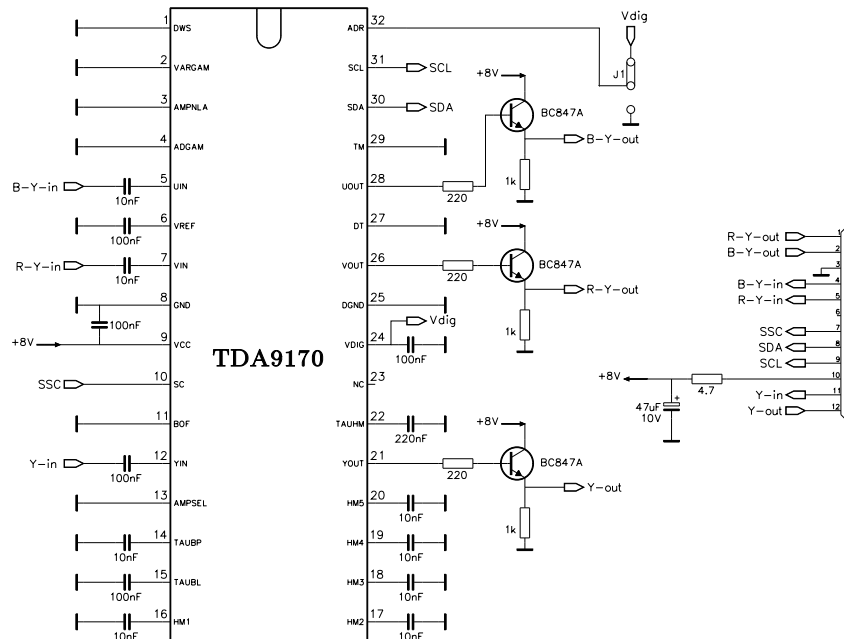 1 DWS
2 VARGAM
3 AMPNLA
4 ADGAM
B-Y-in 10nF 5 UIN
100nF 6 VREF
R-Y-in 10nF 7 VIN
8 GND
100nF
+8V 9 VCC
SSC 10 SC
11 BOF
Y-in 100nF 12 YIN
13 AMPSEL
10nF 14 TAUBP
100nF 15 TAUBL
10nF 16 HM1
TDA9170
ADR 32
SCL 31 SCL
SDA 30 SDA
TM 29
UOUT 28 220
DT 27
VOUT 26 220
DGND 25
Vdig
VDIG 24 100nF
NC 23
TAUHM 22 220nF
YOUT 21 220
HM5 20 10nF
HM4 19 10nF
HM3 18 10nF
HM2 17 10nF
+8V
BC847A
B-Y-out
1k
+8V
BC847A
R-Y-out
1k
+8V
BC847A
Y-out
1k
Vdig
J1
R-Y-out 1
B-Y-out 2
3
B-Y-in 4
R-Y-in 5
6
SSC 7
SDA 8
SCL 9
+8V 4.7 10
47uF +
10V
Y-in 11
Y-out 12